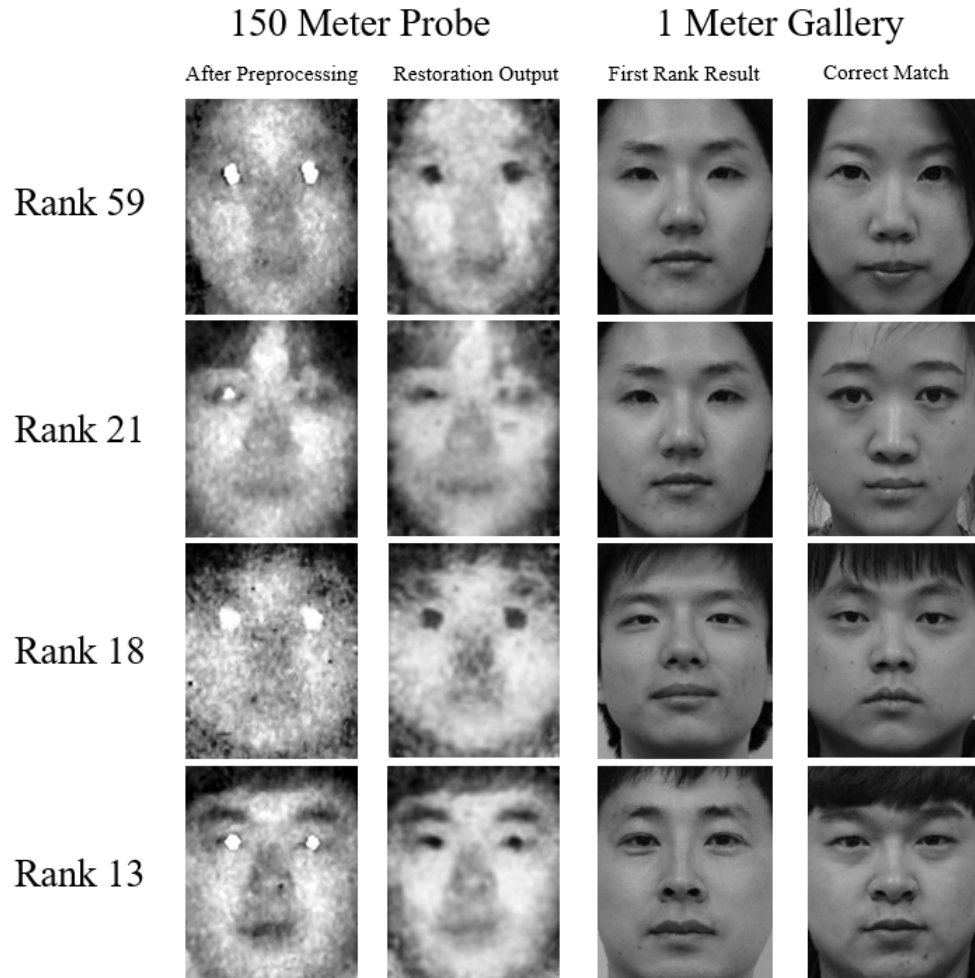 150 Meter Probe 1 Meter Gallery
After Preprocessing Restoration Output First Rank Result Correct Match
Rank 59
Rank 21
Rank 18
Rank 13